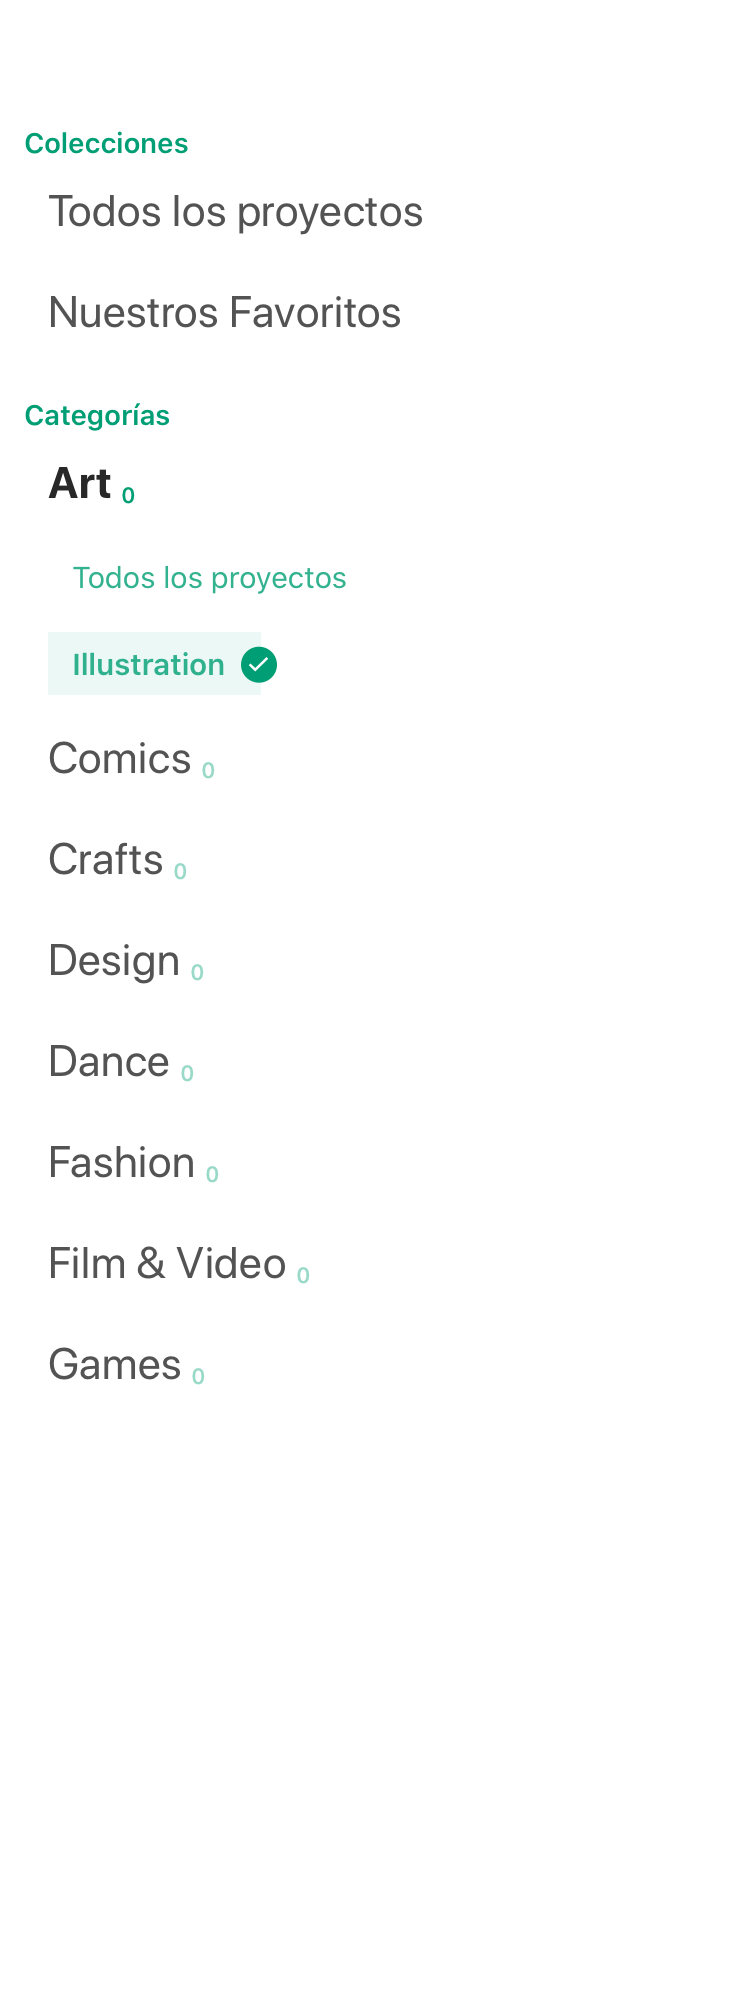 Colecciones
Todos los proyectos
Nuestros Favoritos
Categorías
Art 0
Todos los proyectos
Illustration
Comics 0
Crafts 0
Design 0
Dance 0
Fashion 0
Film & Video 0
Games 0